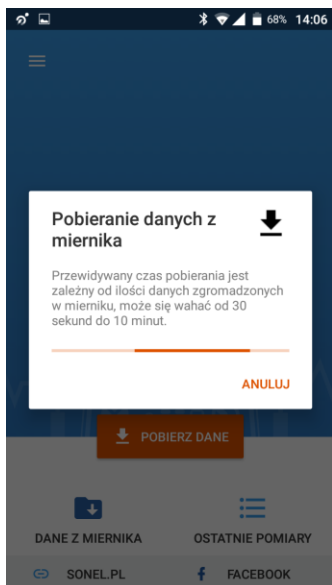 68% 14:06
Pobieranie danych z
miernika
Przewidywany czas pobierania jest
zależny od ilości danych zgromadzonych
w mierniku, może się wahać od 30
sekund do 10 minut.
ANULUJ
POBIERZ DANE
DANE Z MIERNIKA OSTATNIE POMIARY
SONEL.PL FACEBOOK